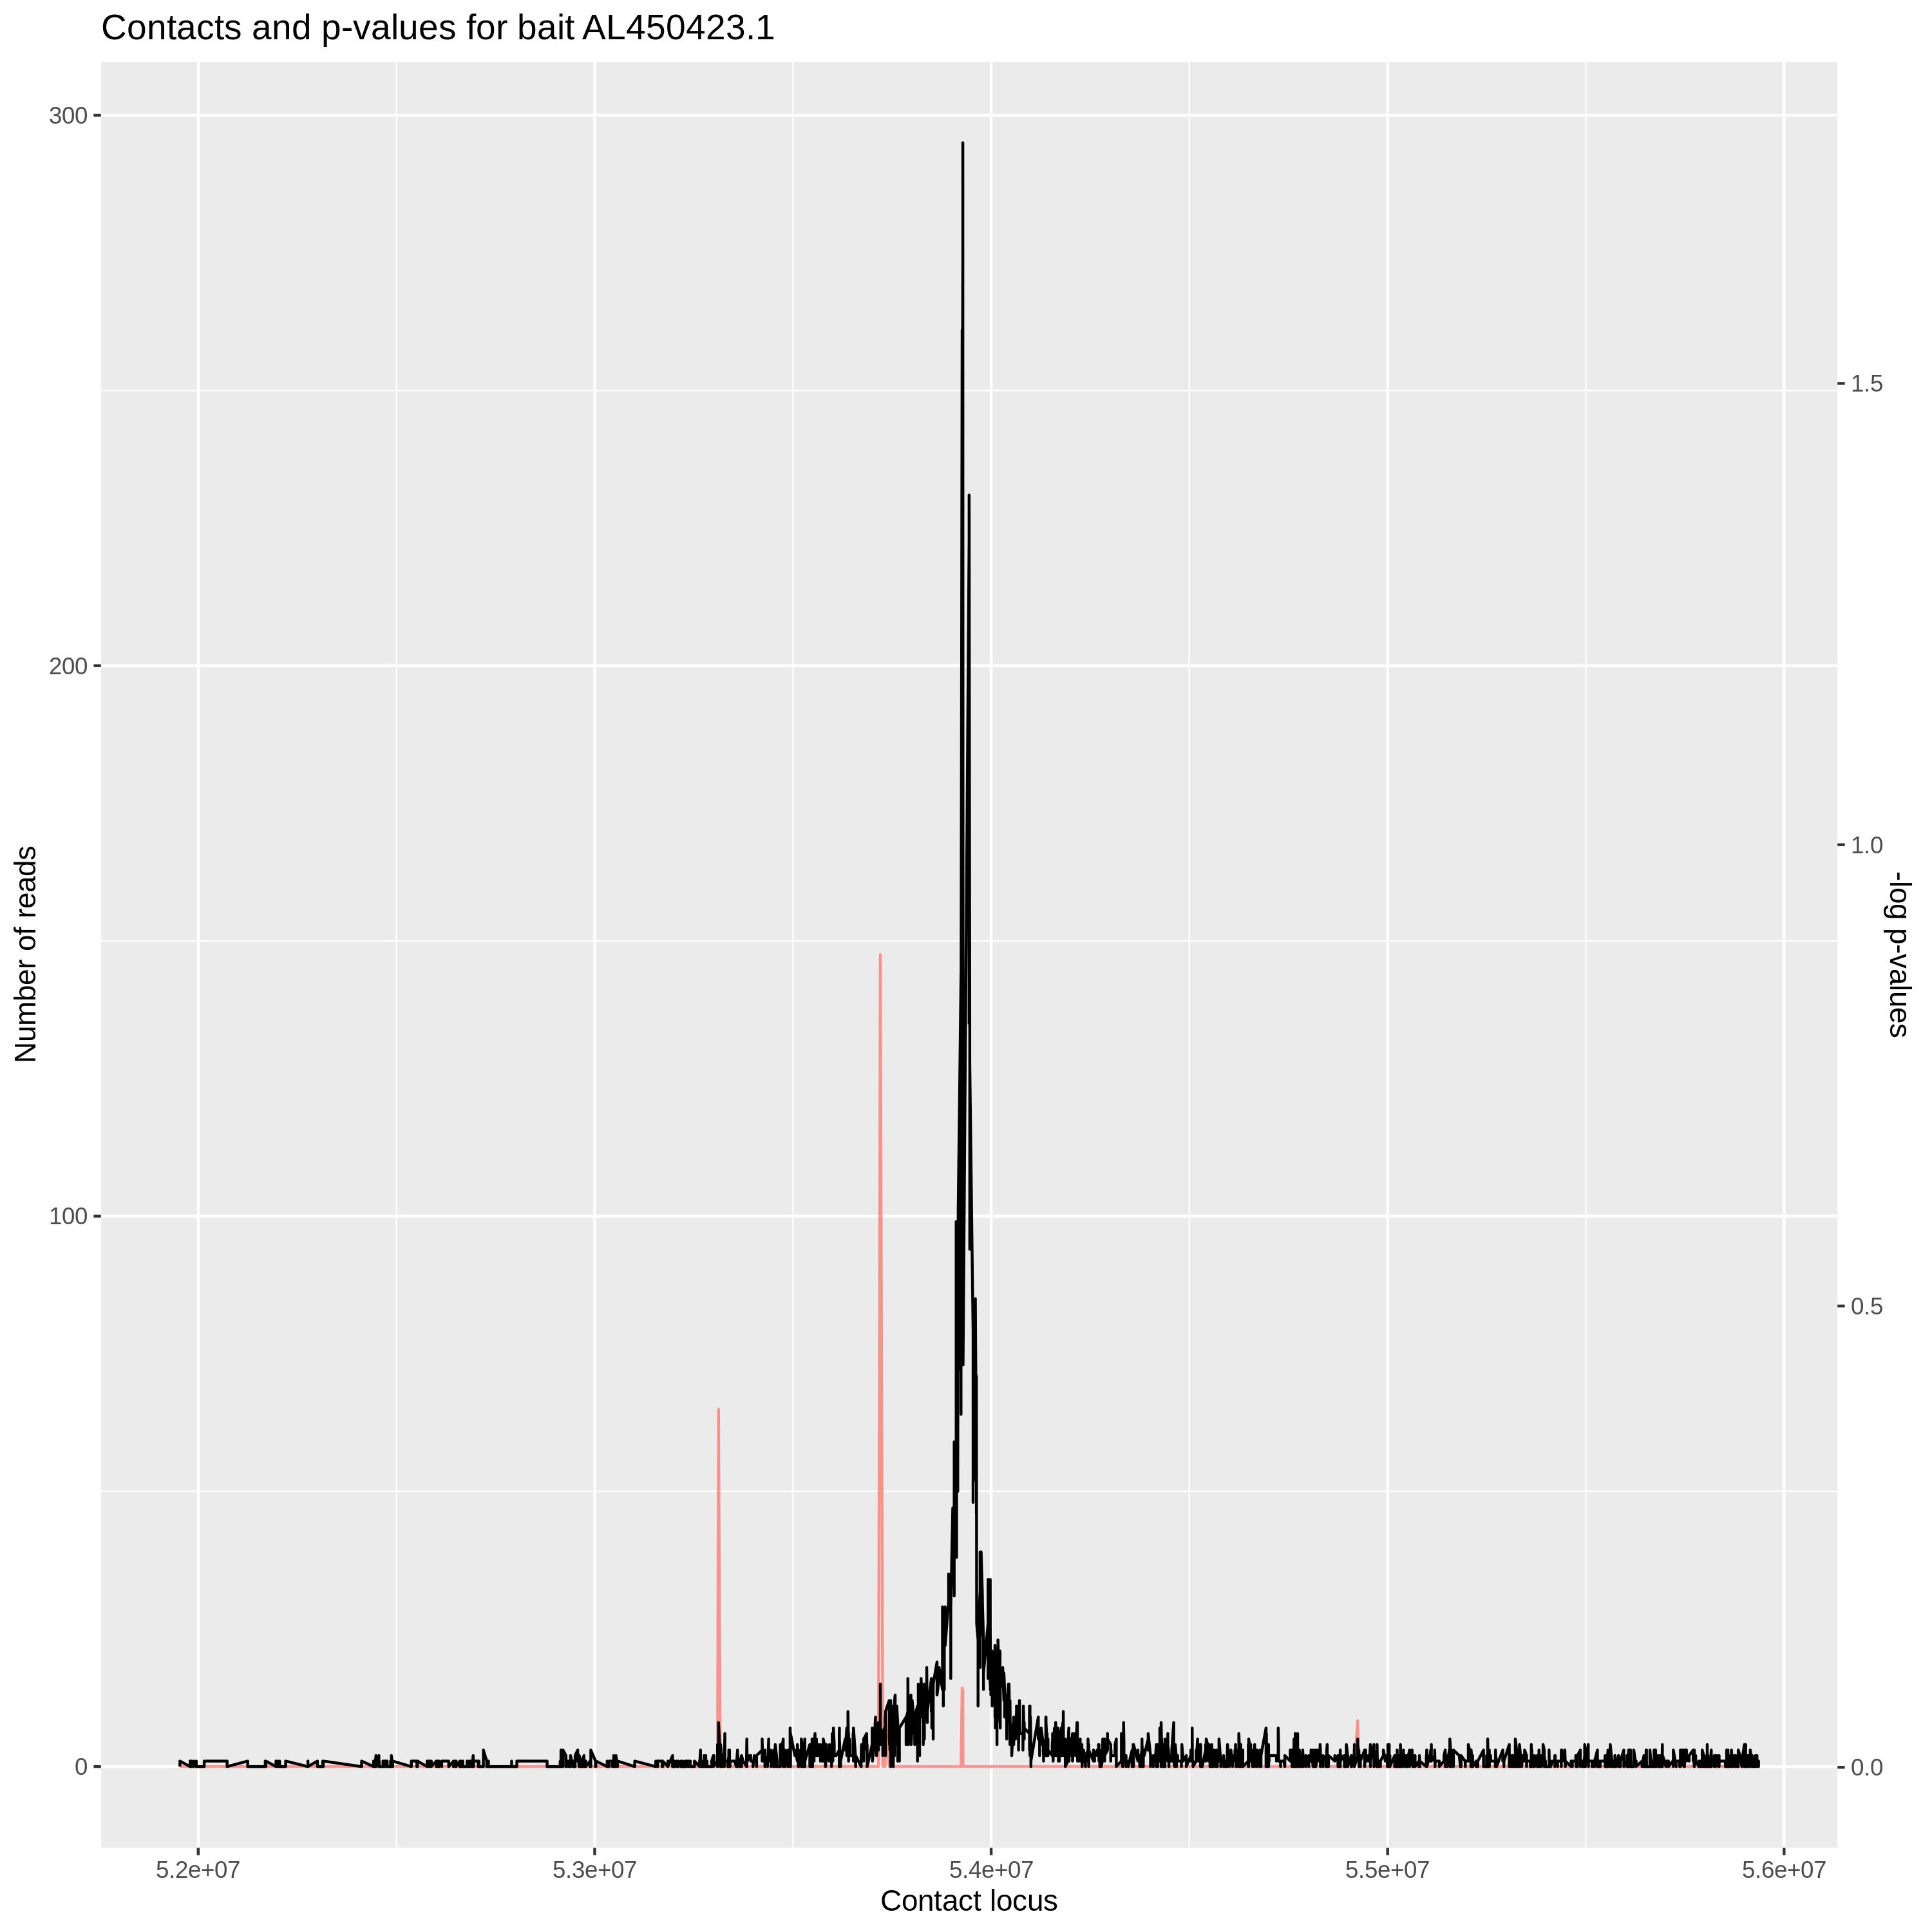 Contacts and p-values for bait AL450423.1
300
200
100
0
Number of reads
1.5
1.0
0.5
0.0
-log p-values
5.2e+07
5.3e+07
5.4e+07
5.5e+07
5.6e+07
Contact locus